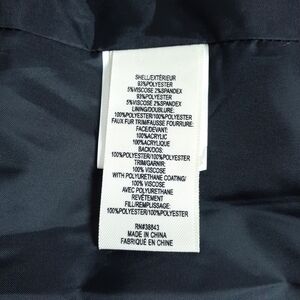 SHELL/EXTÉRIEUR
93%POLYESTER
5%VISCOSE 2%SPANDEX
93%POLYESTER
5%VISCOSE 2%SPANDEX
LINING/DOUBLURE:
100%POLYESTER/100%POLYESTER
FAUX FUR TRIM/FAUSSE FOURRURE:
FACE/DEVANT:
100%ACRYLIC
100%ACRYLIQUE
BACK/DOS:
100%POLYESTER/100%POLYESTER
TRIM/GARNIR:
100% VISCOSE
WITH POLYURETHANE COATING/
100% VISCOSE
AVEC POLYURETHANE
REVÊTEMENT
FILL/REMPLISSAGE:
100%POLYESTER/100%POLYESTER
RN#38843
MADE IN CHINA
FABRIQUÉ EN CHINE